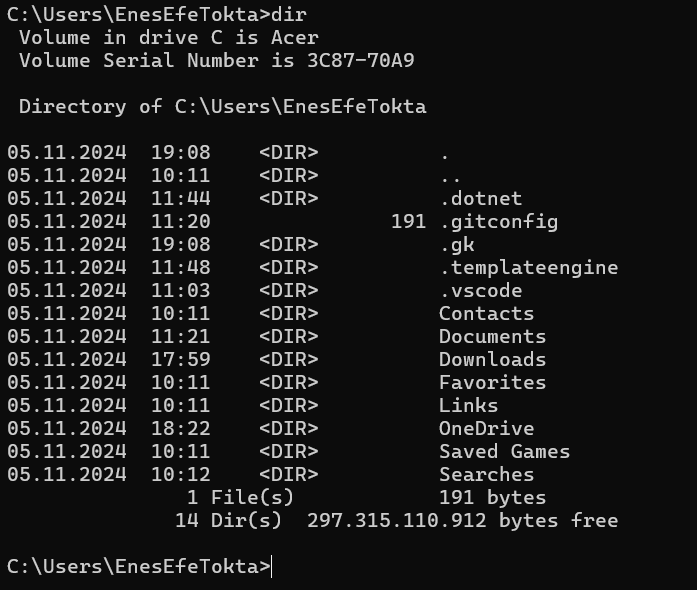 C:\Users\EnesEfeTokta>dir
 Volume in drive C is Acer
 Volume Serial Number is 3C87-70A9

 Directory of C:\Users\EnesEfeTokta

05.11.2024  19:08    <DIR>          .
05.11.2024  10:11    <DIR>          ..
05.11.2024  11:44    <DIR>          .dotnet
05.11.2024  11:20               191 .gitconfig
05.11.2024  19:08    <DIR>          .gk
05.11.2024  11:48    <DIR>          .templateengine
05.11.2024  11:03    <DIR>          .vscode
05.11.2024  10:11    <DIR>          Contacts
05.11.2024  11:21    <DIR>          Documents
05.11.2024  17:59    <DIR>          Downloads
05.11.2024  10:11    <DIR>          Favorites
05.11.2024  10:11    <DIR>          Links
05.11.2024  18:22    <DIR>          OneDrive
05.11.2024  10:11    <DIR>          Saved Games
05.11.2024  10:12    <DIR>          Searches
               1 File(s)            191 bytes
              14 Dir(s)  297.315.110.912 bytes free

C:\Users\EnesEfeTokta>